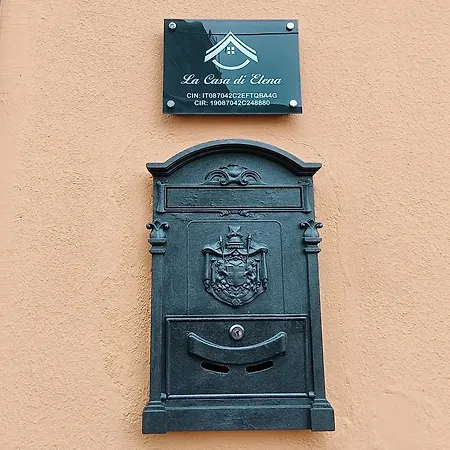 La Casa di Elena
CIN: IT087042C2EFTQBA4G
CIR: 19087042C248880